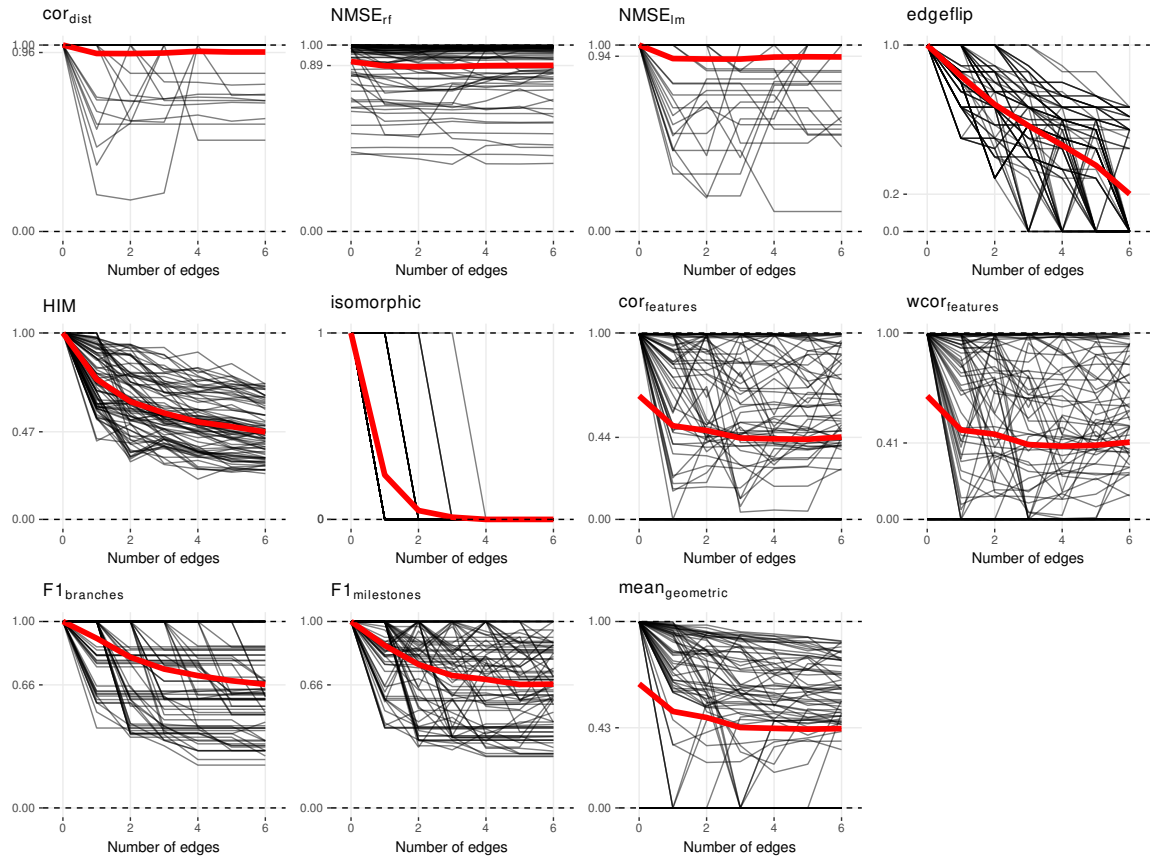 cor_dist
1.00
0.96
0.00
0 2 4 6
Number of edges
NMSE_rf
1.00
0.89
0.00
0 2 4 6
Number of edges
NMSE_lm
1.00
0.94
0.00
0 2 4 6
Number of edges
edgeflip
1.0
0.2
0.0
0 2 4 6
Number of edges
HIM
1.00
0.47
0.00
0 2 4 6
Number of edges
isomorphic
1
0
0 2 4 6
Number of edges
cor_features
1.00
0.44
0.00
0 2 4 6
Number of edges
wcor_features
1.00
0.41
0.00
0 2 4 6
Number of edges
F1_branches
1.00
0.66
0.00
0 2 4 6
Number of edges
F1_milestones
1.00
0.66
0.00
0 2 4 6
Number of edges
mean_geometric
1.00
0.43
0.00
0 2 4 6
Number of edges